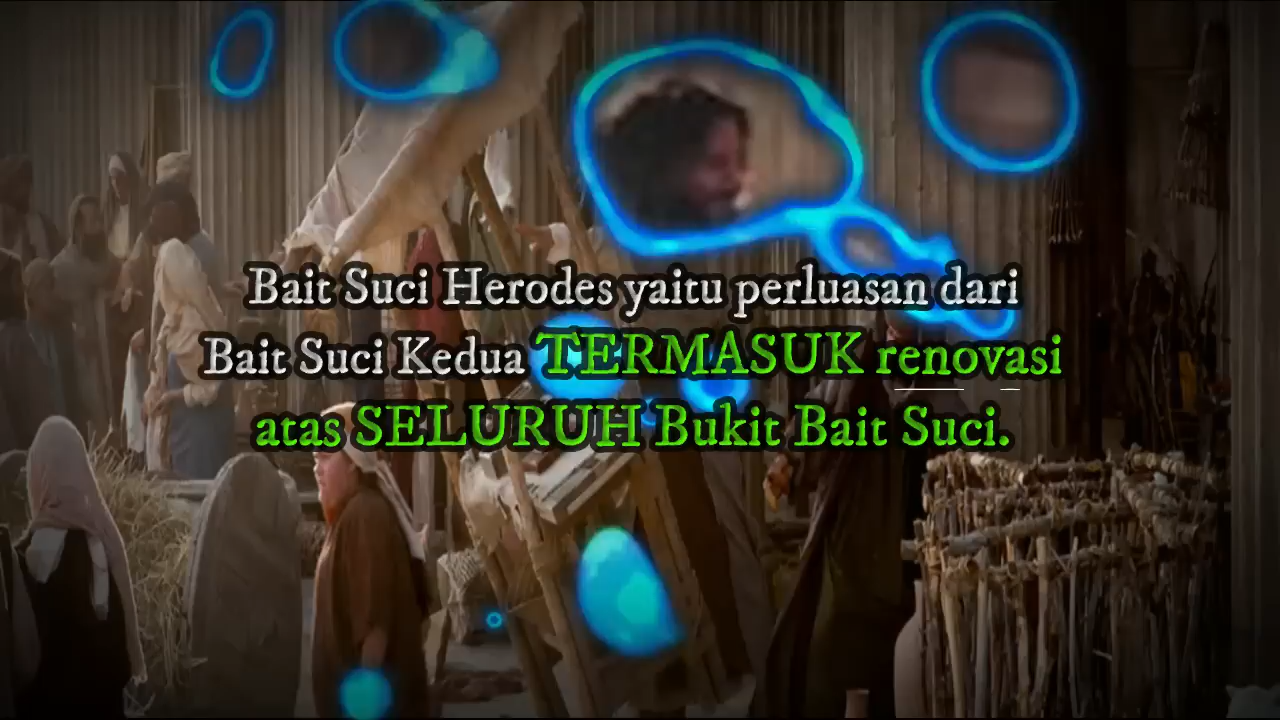 Bait Suci Herodes yaitu perluasan dari
Bait Suci Kedua TERMASUK renovasi
atas SELURUH Bukit Bait Suci.